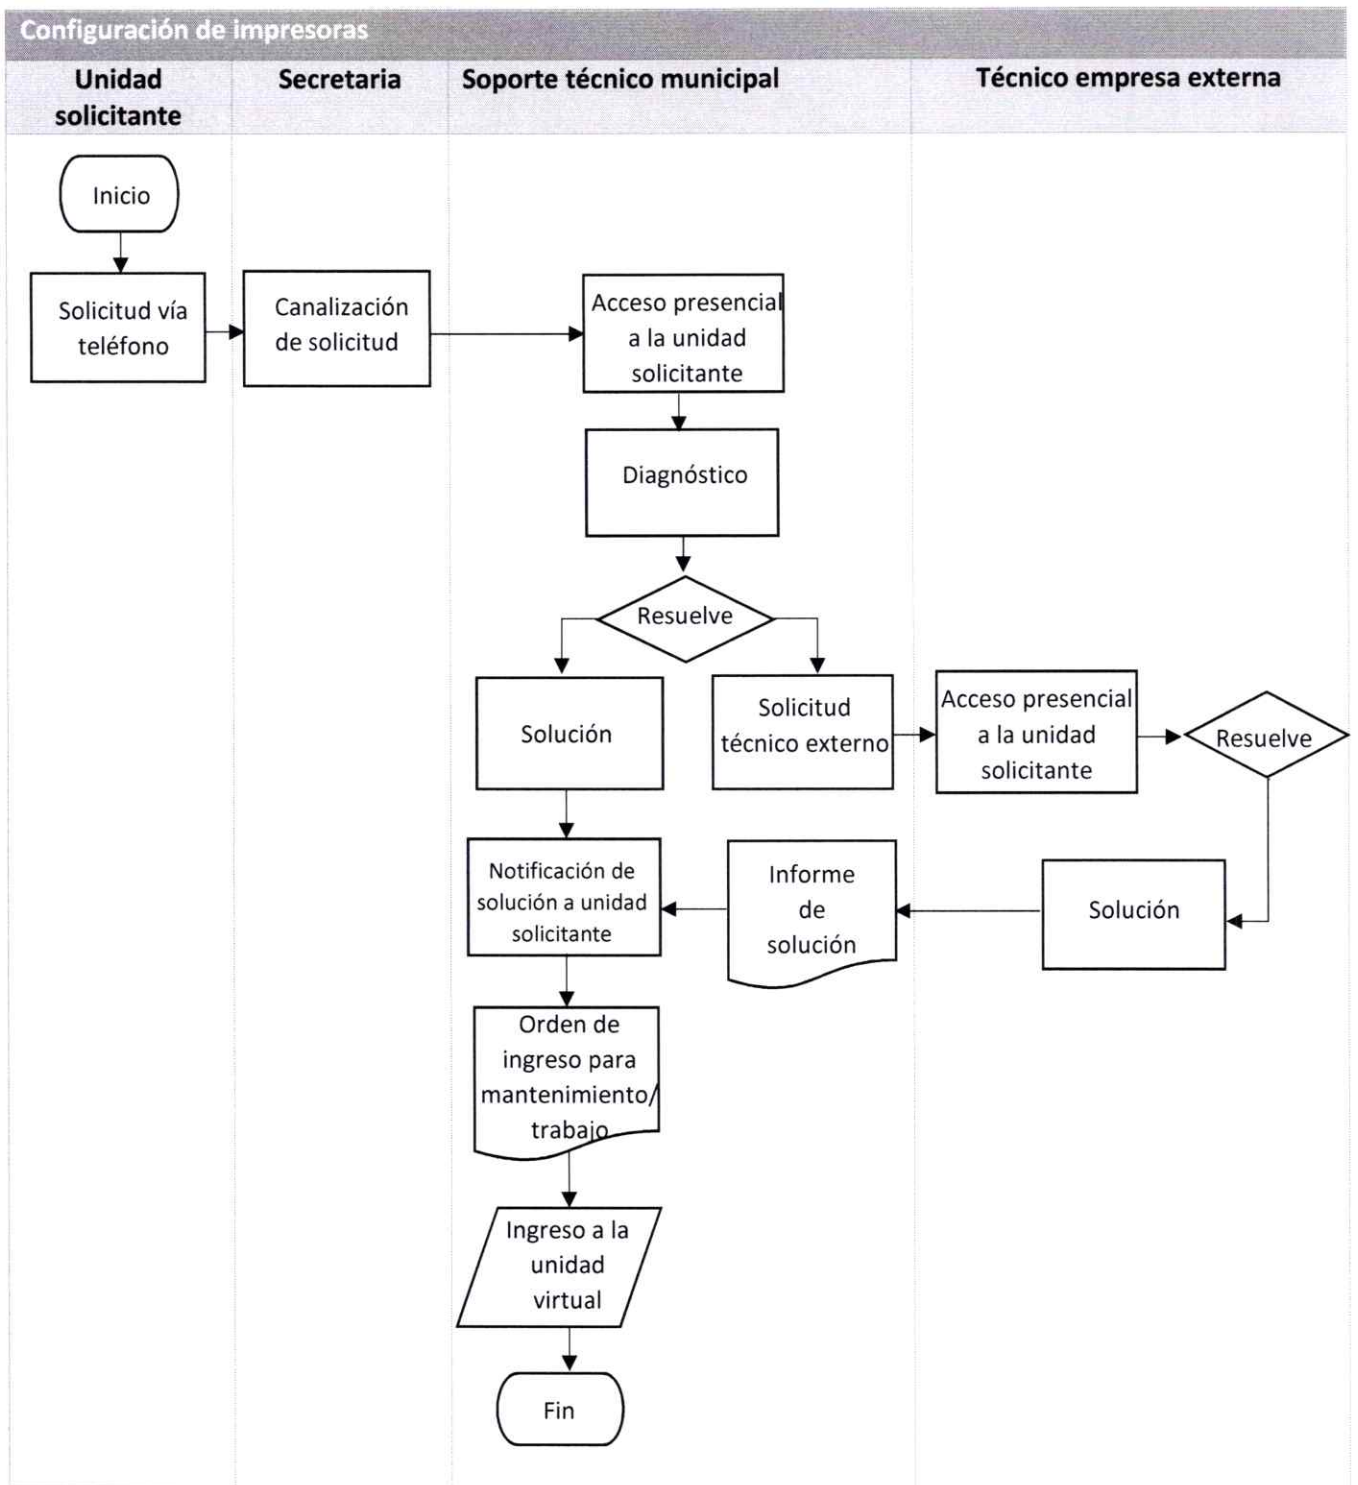 Configuración de impresoras
Unidad
solicitante
Secretaria
Soporte técnico municipal
Técnico empresa externa
Inicio
Solicitud vía
teléfono
Canalización
de solicitud
Acceso presencial
a la unidad
solicitante
Diagnóstico
Resuelve
Solución
Solicitud
técnico externo
Acceso presencial
a la unidad
solicitante
Resuelve
Notificación de
solución a unidad
solicitante
Informe
de
solución
Solución
Orden de
ingreso para
mantenimiento/
trabajo
Ingreso a la
unidad
virtual
Fin